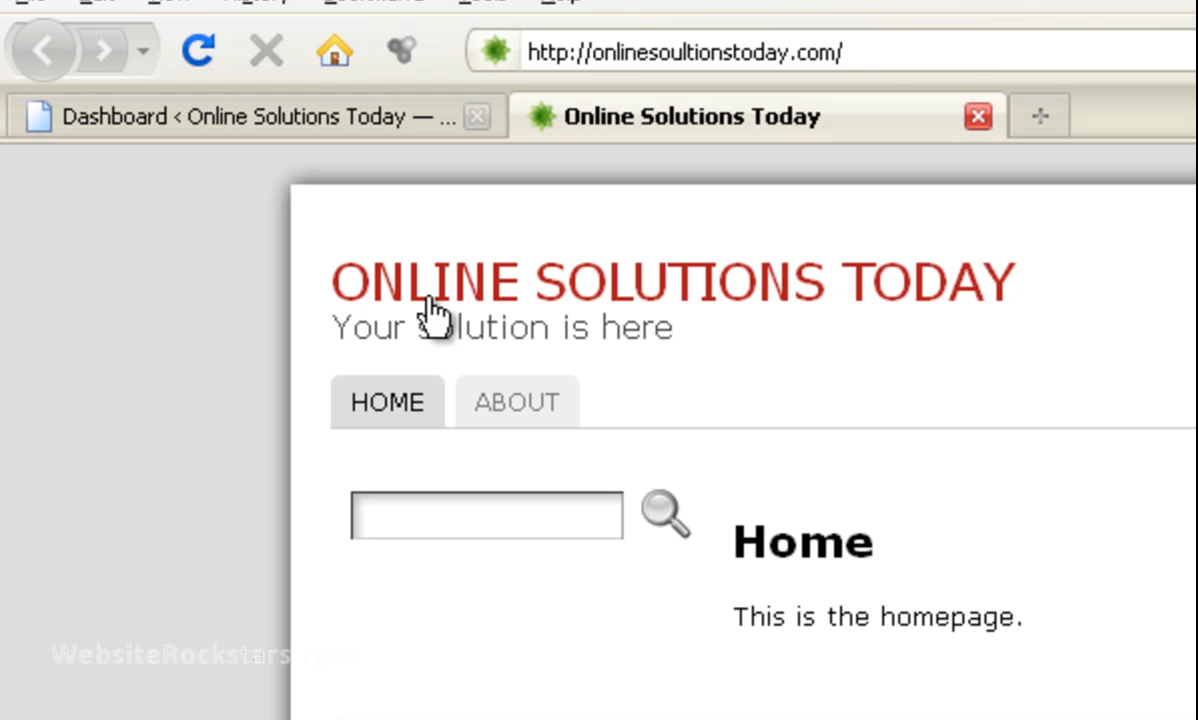 http://onlinesoultionstoday.com/
Dashboard < Online Solutions Today — ...
Online Solutions Today
ONLINE SOLUTIONS TODAY
Your solution is here
HOME
ABOUT
Home
This is the homepage.
WebsiteRockstars.com